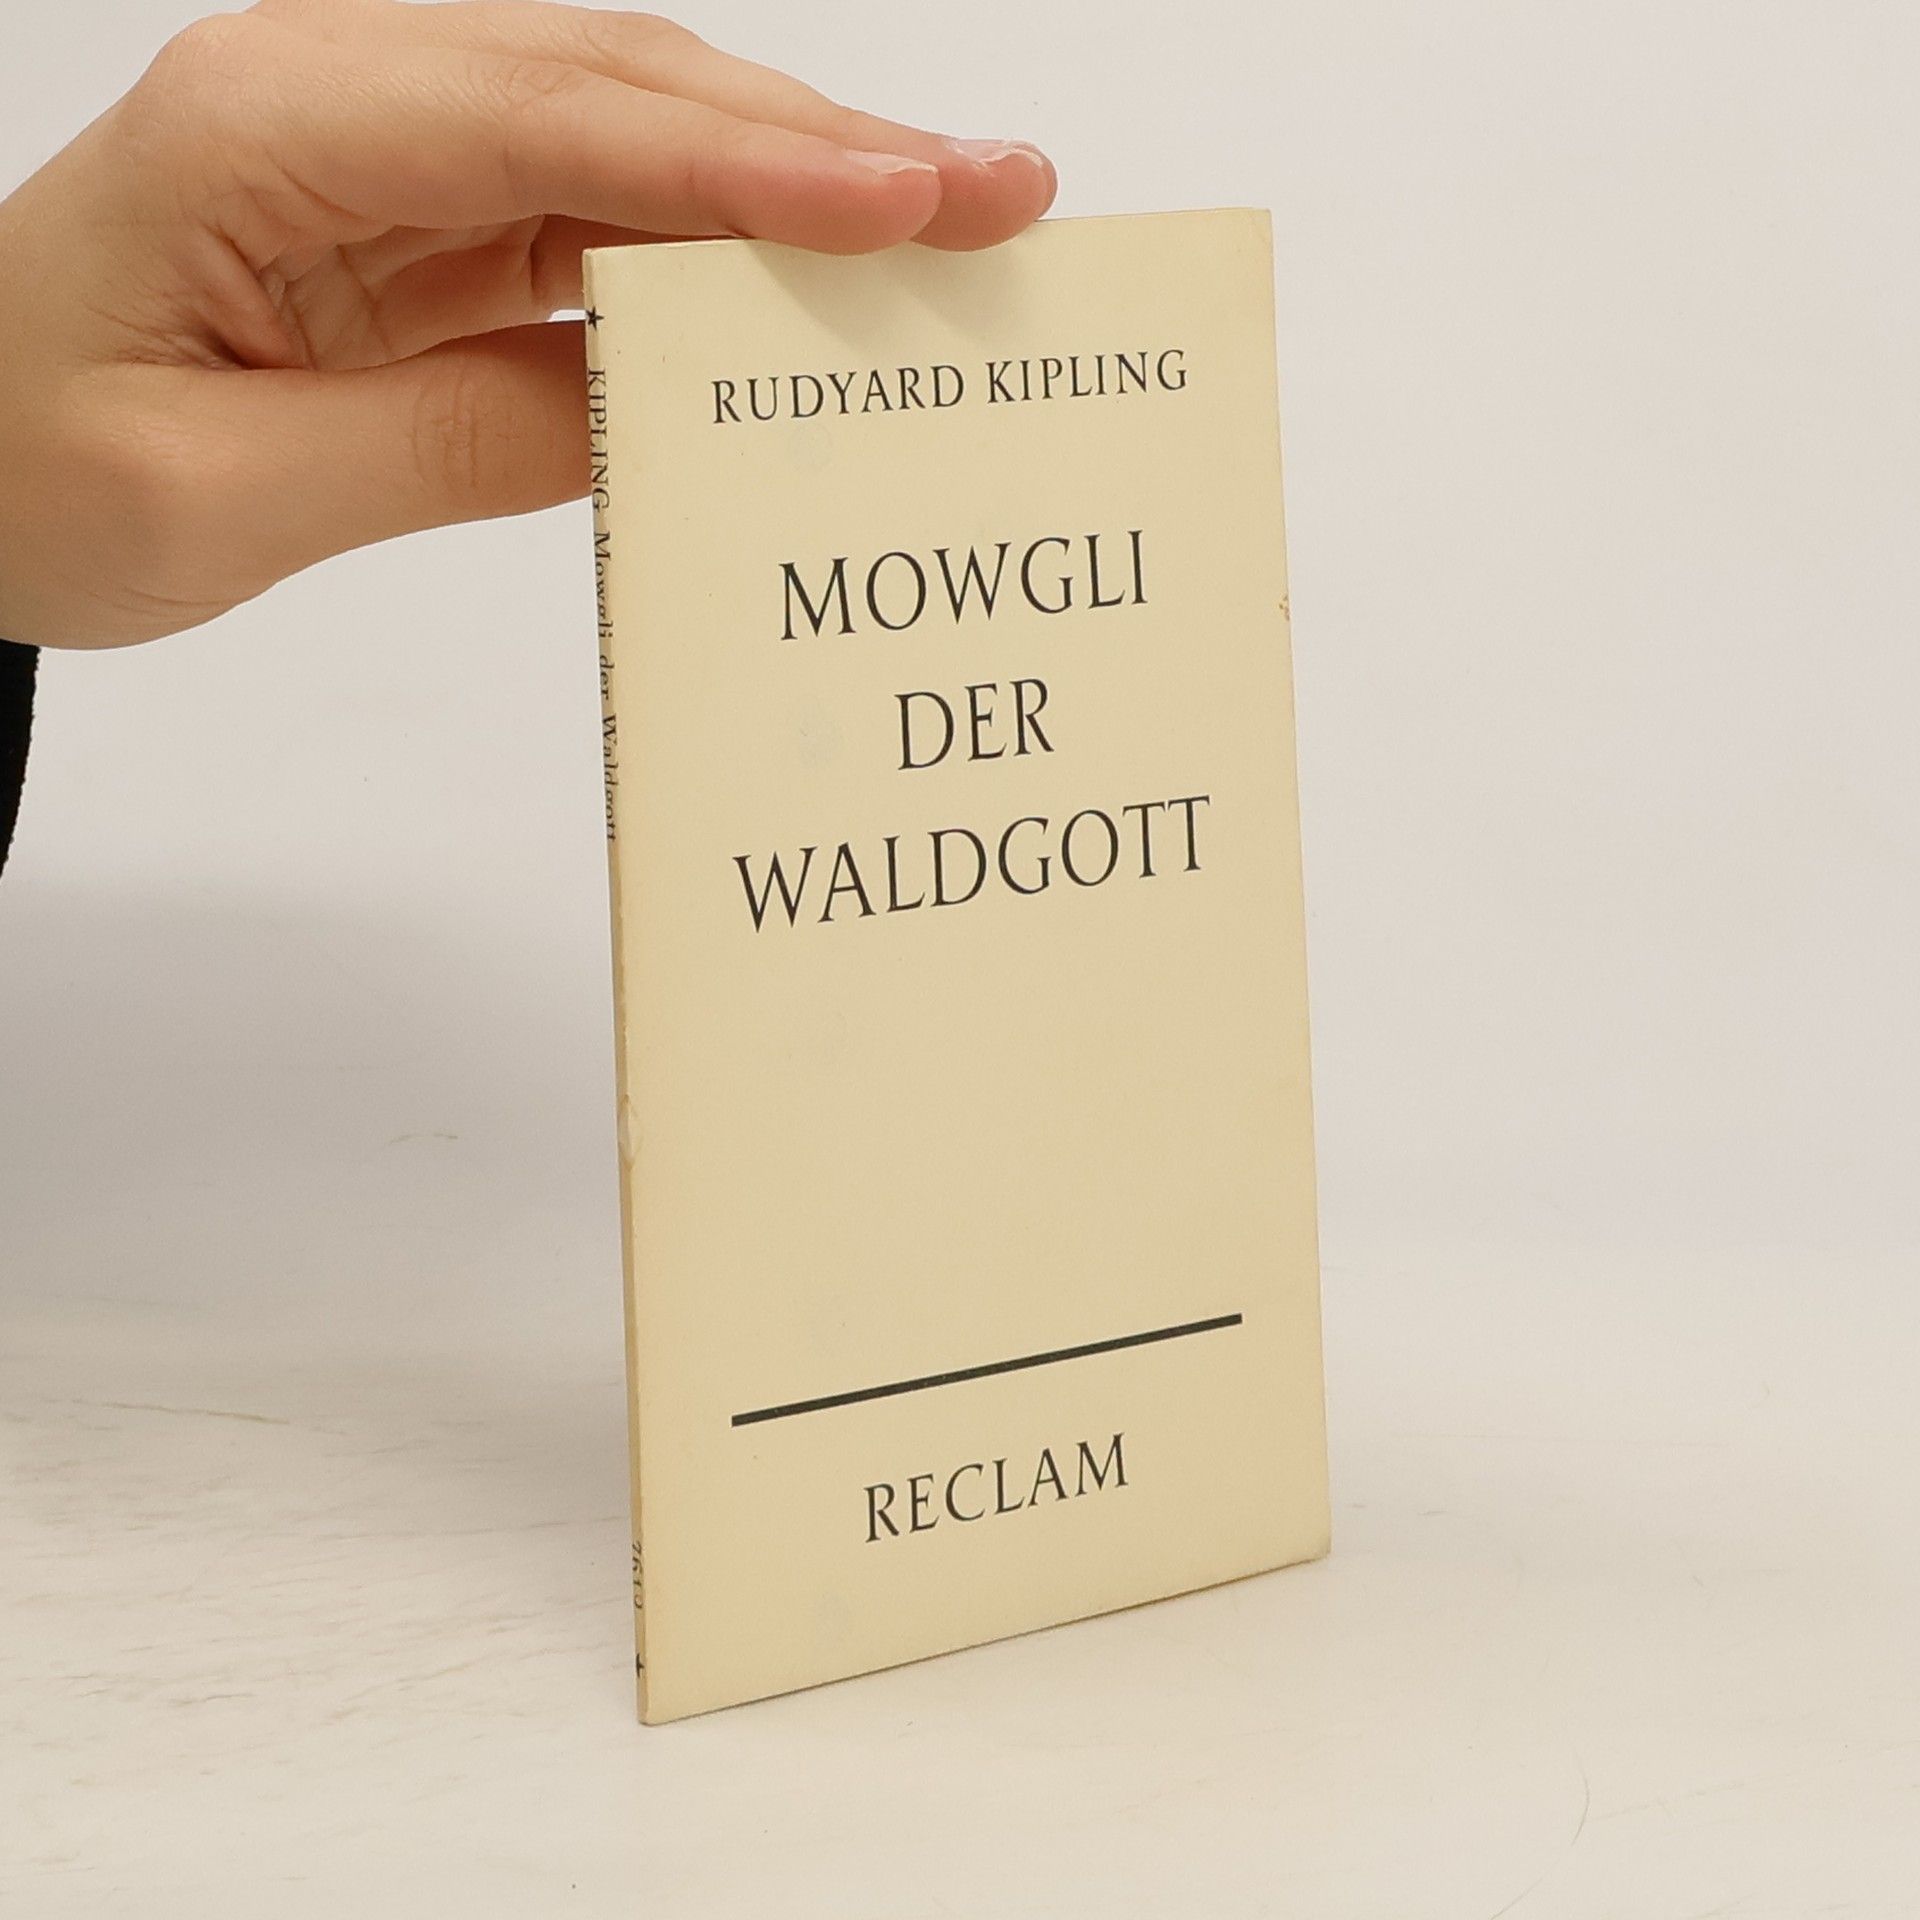 RUDYARD KIPLING
MOWGLI
DER
WALDGOTT
RECLAM
KIPLING Mowgli der Waldgott